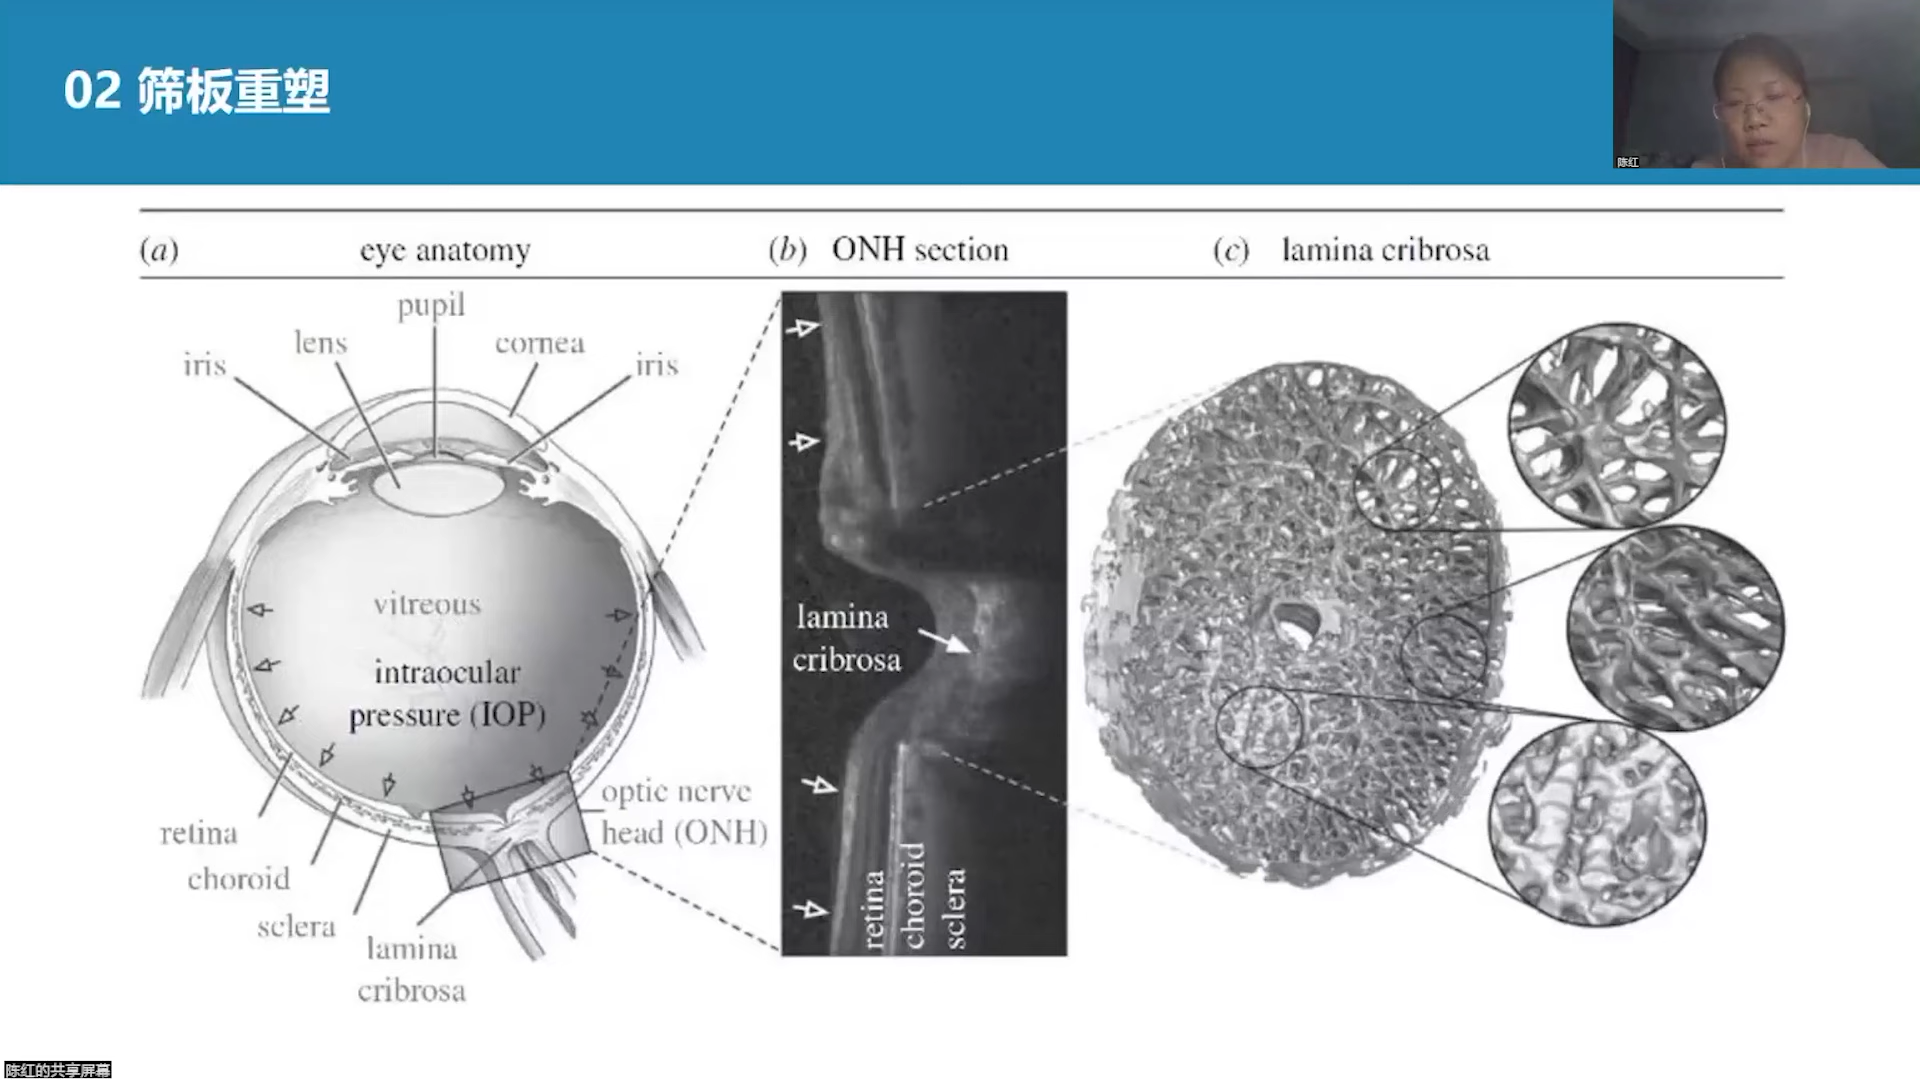 02 筛板重塑
陈红
(a) eye anatomy
(b) ONH section
(c) lamina cribrosa
pupil
lens
cornea
iris
iris
vitreous
intraocular
pressure (IOP)
retina
choroid
sclera
lamina
cribrosa
optic nerve
head (ONH)
lamina
cribrosa
retina
choroid
sclera
陈红的共享屏幕